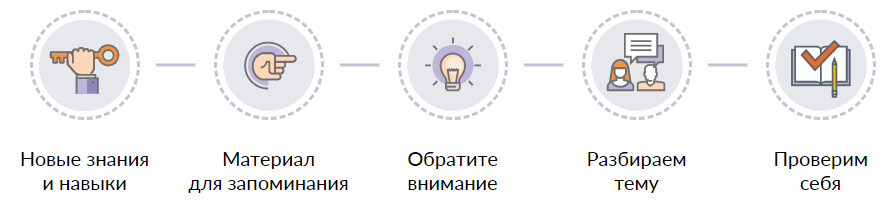 Новые знания
и навыки
Материал
для запоминания
Обратите
внимание
Разбираем
тему
Проверим
себя